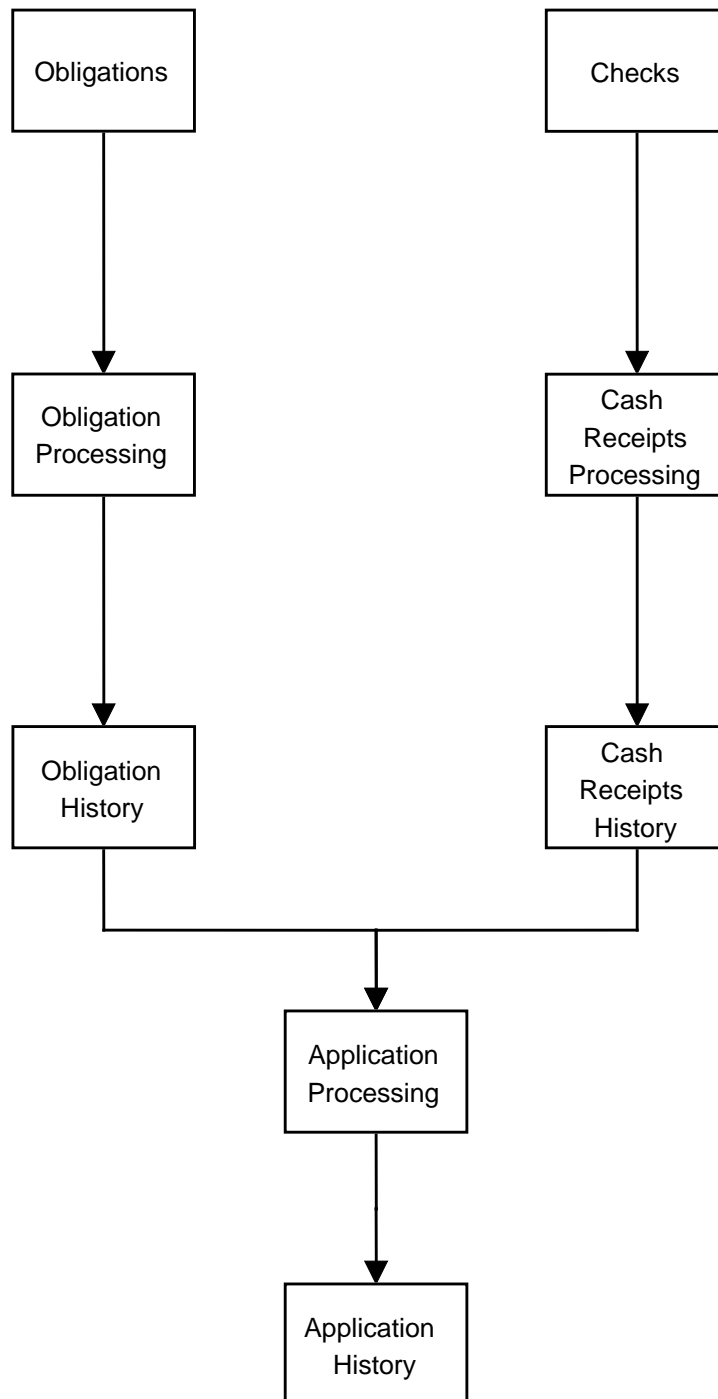 Obligations
Checks
Obligation
Processing
Cash
Receipts
Processing
Obligation
History
Cash
Receipts
History
Application
Processing
Application
History